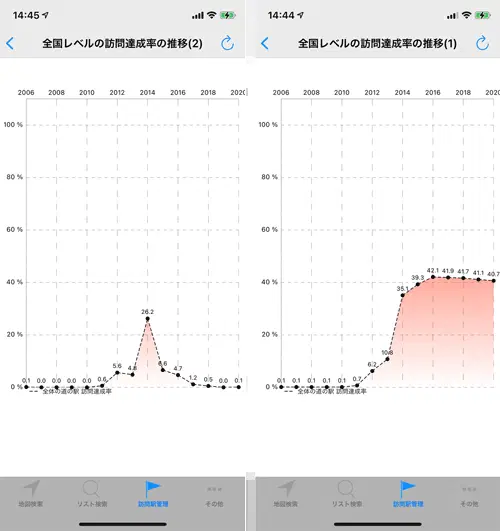 14:45
全国レベルの訪問達成率の推移(2)
2006 2008 2010 2012 2014 2016 2018 2020
100 %
80 %
60 %
40 %
20 %
0 %
0.1 0.0 0.0 0.0 0.0 0.6 5.6 4.8 26.2 6.6 4.7 1.2 0.5 0.0 0.1
全体の道の駅 訪問達成率
地図検索 リスト検索 訪問駅管理 その他
14:44
全国レベルの訪問達成率の推移(1)
2006 2008 2010 2012 2014 2016 2018 2020
100 %
80 %
60 %
40 %
20 %
0 %
0.1 0.1 0.1 0.1 0.1 0.7 6.2 10.8 35.1 39.3 42.1 41.9 41.7 41.1 40.7
全体の道の駅 訪問達成率
地図検索 リスト検索 訪問駅管理 その他